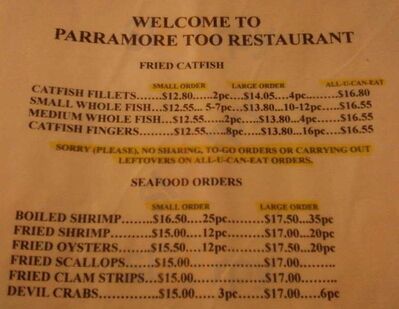 WELCOME TO
PARRAMORE TOO RESTAURANT
FRIED CATFISH
SMALL ORDER LARGE ORDER ALL-U-CAN-EAT
CATFISH FILLETS.......$12.80......2pc....$14.05....4pc......$16.80
SMALL WHOLE FISH....$12.55... 5-7pc...$13.80...10-12pc.....$16.55
MEDIUM WHOLE FISH...$12.55......2pc....$13.80....4pc......$16.55
CATFISH FINGERS.......$12.55......8pc....$13.80....16pc....$16.55
SORRY (PLEASE), NO SHARING, TO-GO ORDERS OR CARRYING OUT
LEFTOVERS ON ALL-U-CAN-EAT ORDERS.
SEAFOOD ORDERS
SMALL ORDER LARGE ORDER
BOILED SHRIMP.......$16.50....25pc.....$17.50...35pc
FRIED SHRIMP.........$15.00....12pc.....$17.00...20pc
FRIED OYSTERS.......$15.50....12pc.....$17.50...20pc
FRIED SCALLOPS.....$15.00..............$17.00........
FRIED CLAM STRIPS...$15.00..............$17.00........
DEVIL CRABS..........$15.00.....3pc.....$17.00.....6pc